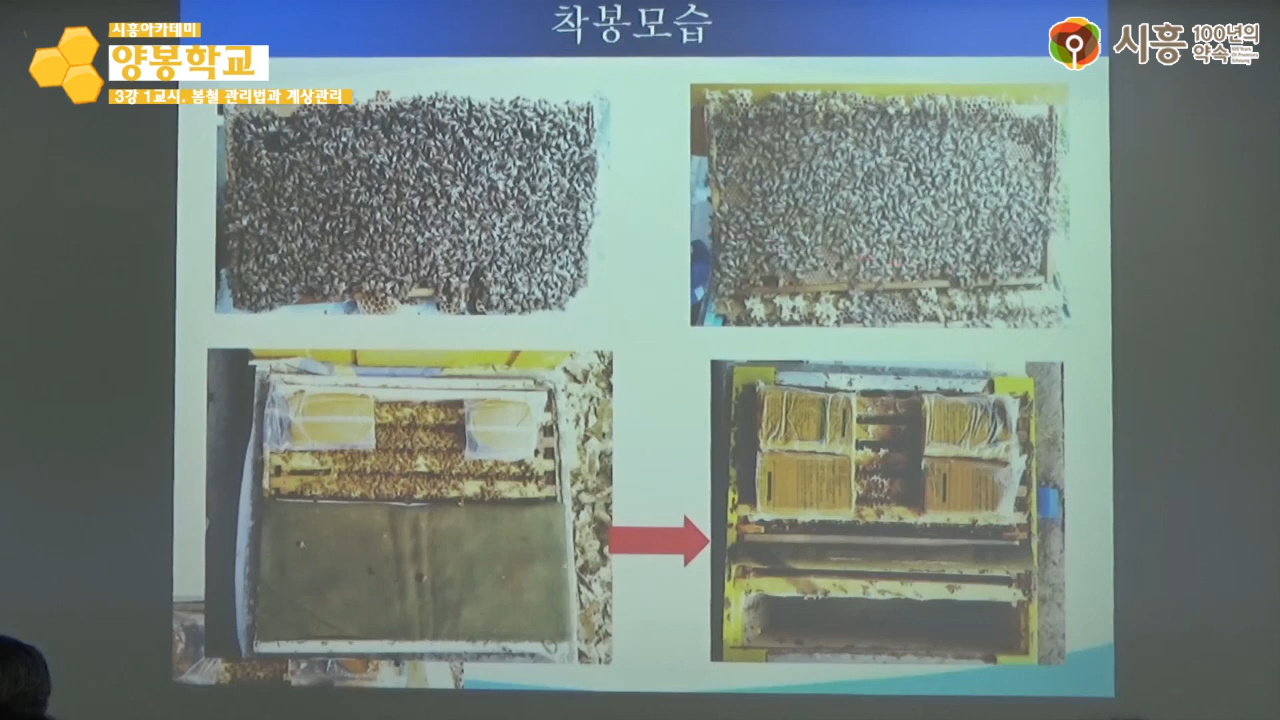 착봉모습
시흥아카데미
양봉학교
3강 1교시. 봄철 관리법과 계상관리
시흥
100년의
약속